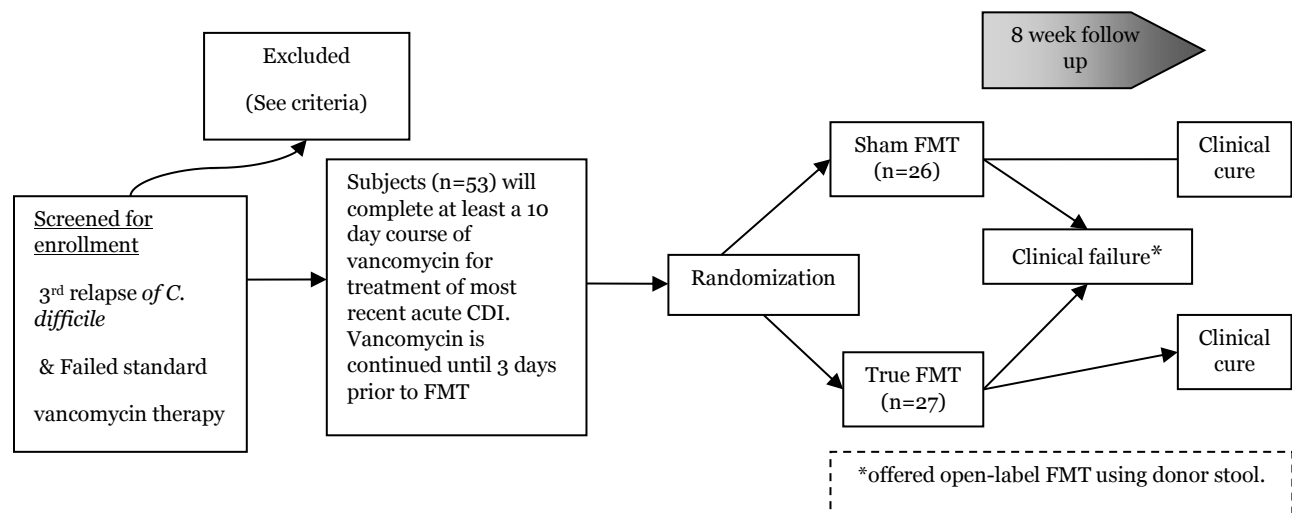 8 week follow
up
Excluded
(See criteria)
Screened for
enrollment
3rd relapse of C.
difficile
& Failed standard
vancomycin therapy
Subjects (n=53) will
complete at least a 10
day course of
vancomycin for
treatment of most
recent acute CDI.
Vancomycin is
continued until 3 days
prior to FMT
Randomization
Sham FMT
(n=26)
Clinical
cure
Clinical failure*
True FMT
(n=27)
Clinical
cure
*offered open-label FMT using donor stool.